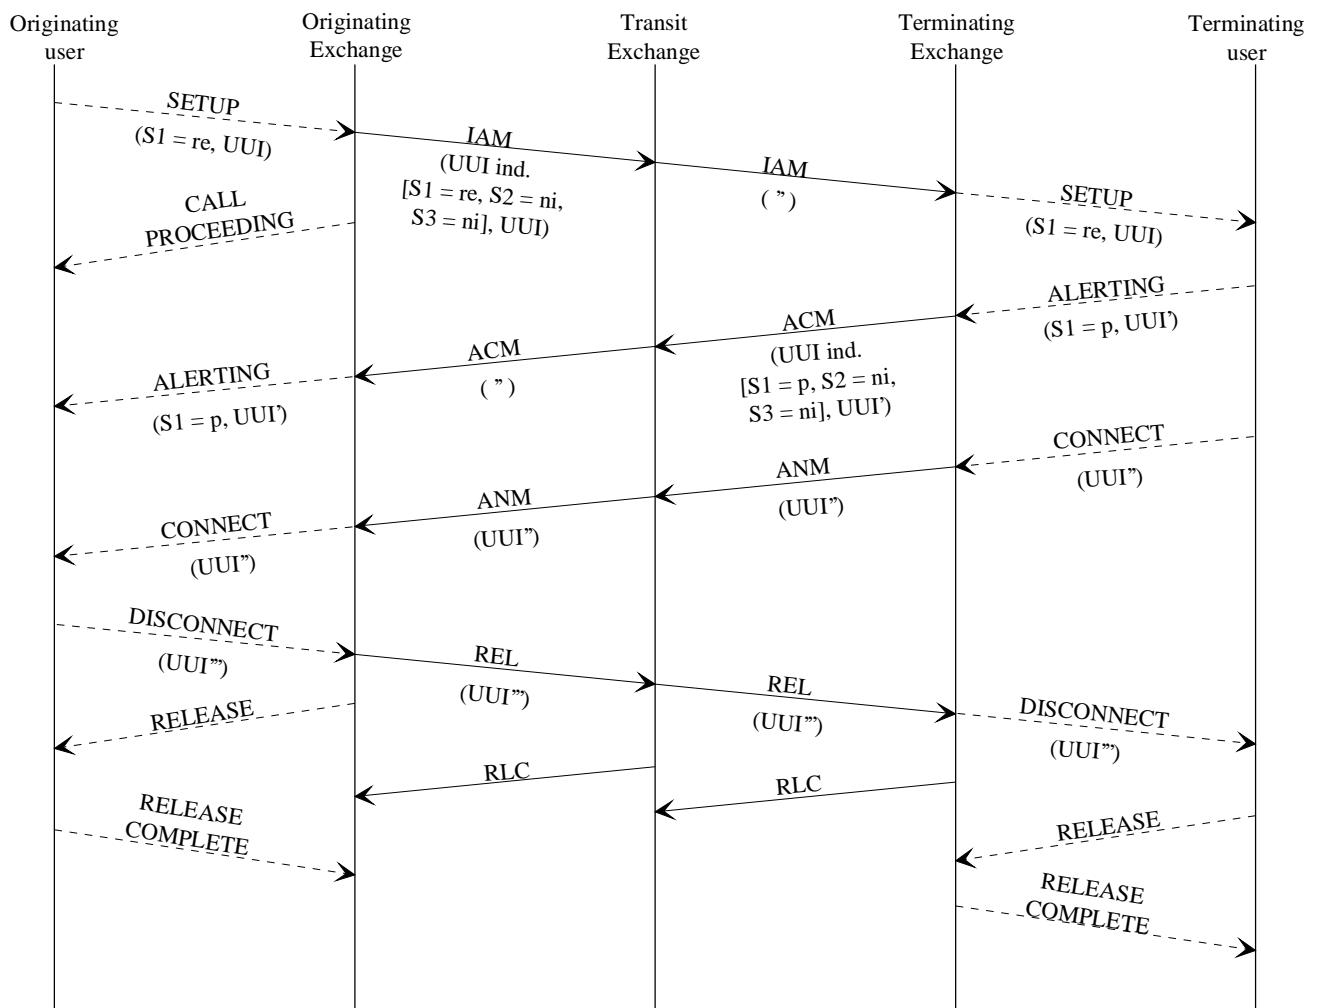 Originating
user
Originating
Exchange
Transit
Exchange
Terminating
Exchange
Terminating
user
SETUP
(S1 = re, UUI)
IAM
(UUI ind.
[S1 = re, S2 = ni,
S3 = ni], UUI)
IAM
( ” )
SETUP
(S1 = re, UUI)
CALL
PROCEEDING
ALERTING
(S1 = p, UUI’)
ACM
(UUI ind.
[S1 = p, S2 = ni,
S3 = ni], UUI’)
ACM
( ” )
ALERTING
(S1 = p, UUI’)
CONNECT
(UUI’’)
ANM
(UUI’’)
ANM
(UUI’’)
CONNECT
(UUI’’)
DISCONNECT
(UUI’’’)
REL
(UUI’’’)
REL
(UUI’’’)
DISCONNECT
(UUI’’’)
RELEASE
RLC
RLC
RELEASE
COMPLETE
RELEASE
RELEASE
COMPLETE